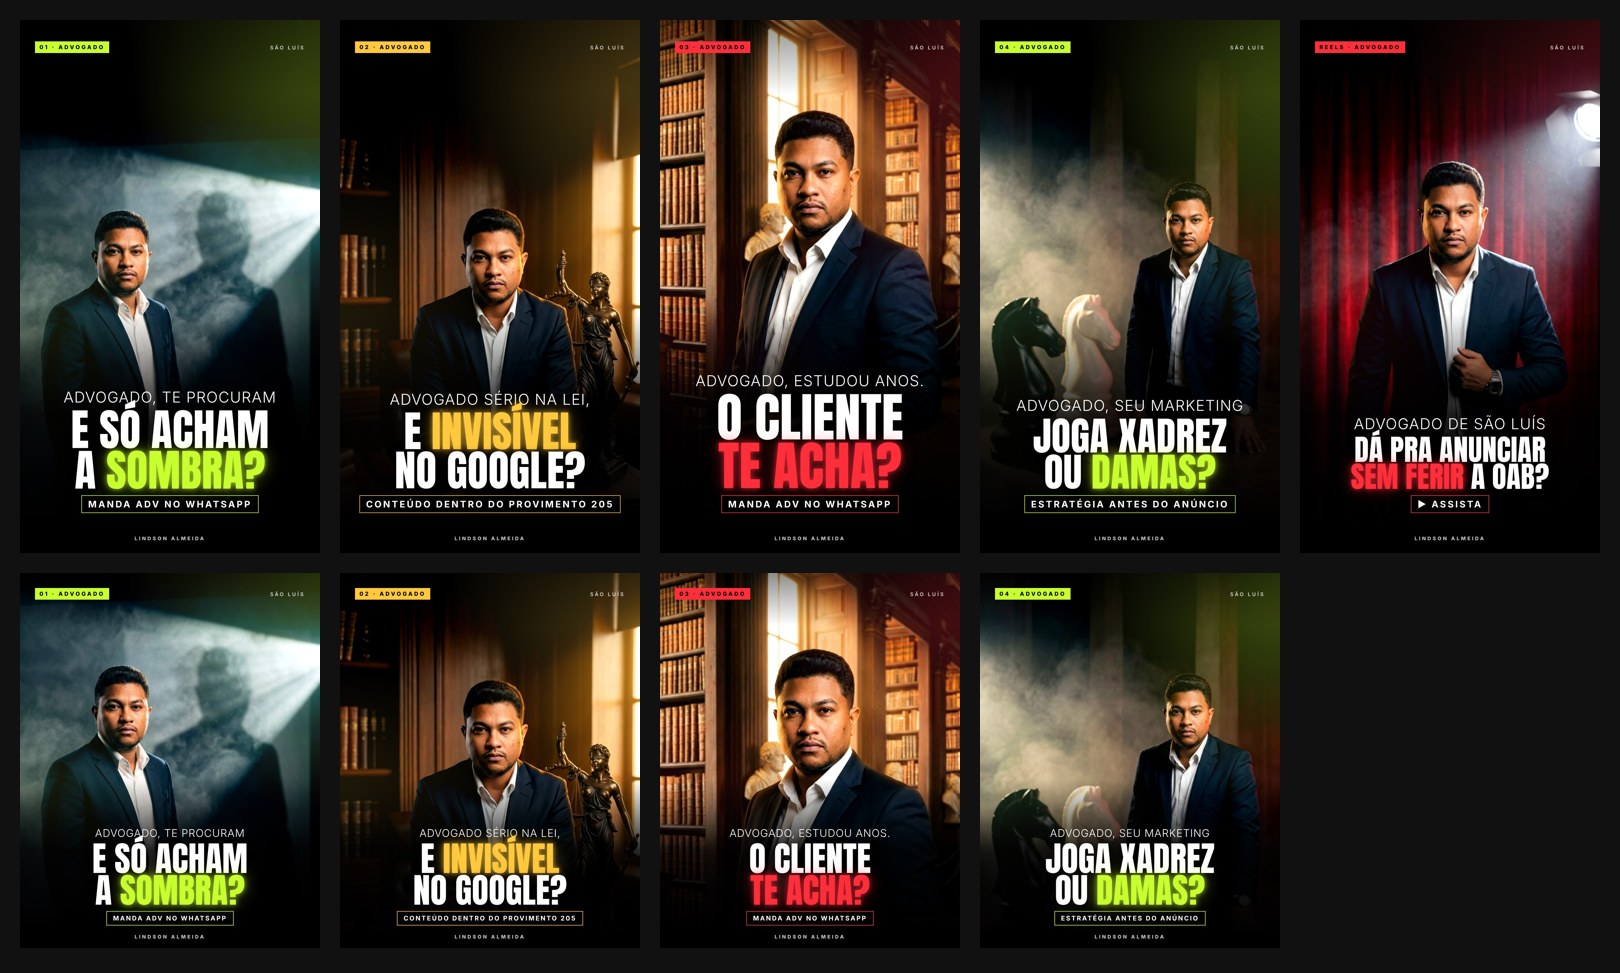 01 · ADVOGADO
SÃO LUÍS
ADVOGADO, TE PROCURAM
E SÓ ACHAM
A SOMBRA?
MANDA ADV NO WHATSAPP
LINDSON ALMEIDA
02 · ADVOGADO
SÃO LUÍS
ADVOGADO SÉRIO NA LEI,
E INVISÍVEL
NO GOOGLE?
CONTEÚDO DENTRO DO PROVIMENTO 205
LINDSON ALMEIDA
03 · ADVOGADO
SÃO LUÍS
ADVOGADO, ESTUDOU ANOS.
O CLIENTE
TE ACHA?
MANDA ADV NO WHATSAPP
LINDSON ALMEIDA
04 · ADVOGADO
SÃO LUÍS
ADVOGADO, SEU MARKETING
JOGA XADREZ
OU DAMAS?
ESTRATÉGIA ANTES DO ANÚNCIO
LINDSON ALMEIDA
REELS · ADVOGADO
SÃO LUÍS
ADVOGADO DE SÃO LUÍS
DÁ PRA ANUNCIAR
SEM FERIR A OAB?
▶ ASSISTA
LINDSON ALMEIDA
01 · ADVOGADO
SÃO LUÍS
ADVOGADO, TE PROCURAM
E SÓ ACHAM
A SOMBRA?
MANDA ADV NO WHATSAPP
LINDSON ALMEIDA
02 · ADVOGADO
SÃO LUÍS
ADVOGADO SÉRIO NA LEI,
E INVISÍVEL
NO GOOGLE?
CONTEÚDO DENTRO DO PROVIMENTO 205
LINDSON ALMEIDA
03 · ADVOGADO
SÃO LUÍS
ADVOGADO, ESTUDOU ANOS.
O CLIENTE
TE ACHA?
MANDA ADV NO WHATSAPP
LINDSON ALMEIDA
04 · ADVOGADO
SÃO LUÍS
ADVOGADO, SEU MARKETING
JOGA XADREZ
OU DAMAS?
ESTRATÉGIA ANTES DO ANÚNCIO
LINDSON ALMEIDA